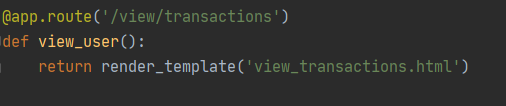 @app.route('/view/transactions')
def view_user():
    return render_template('view_transactions.html')